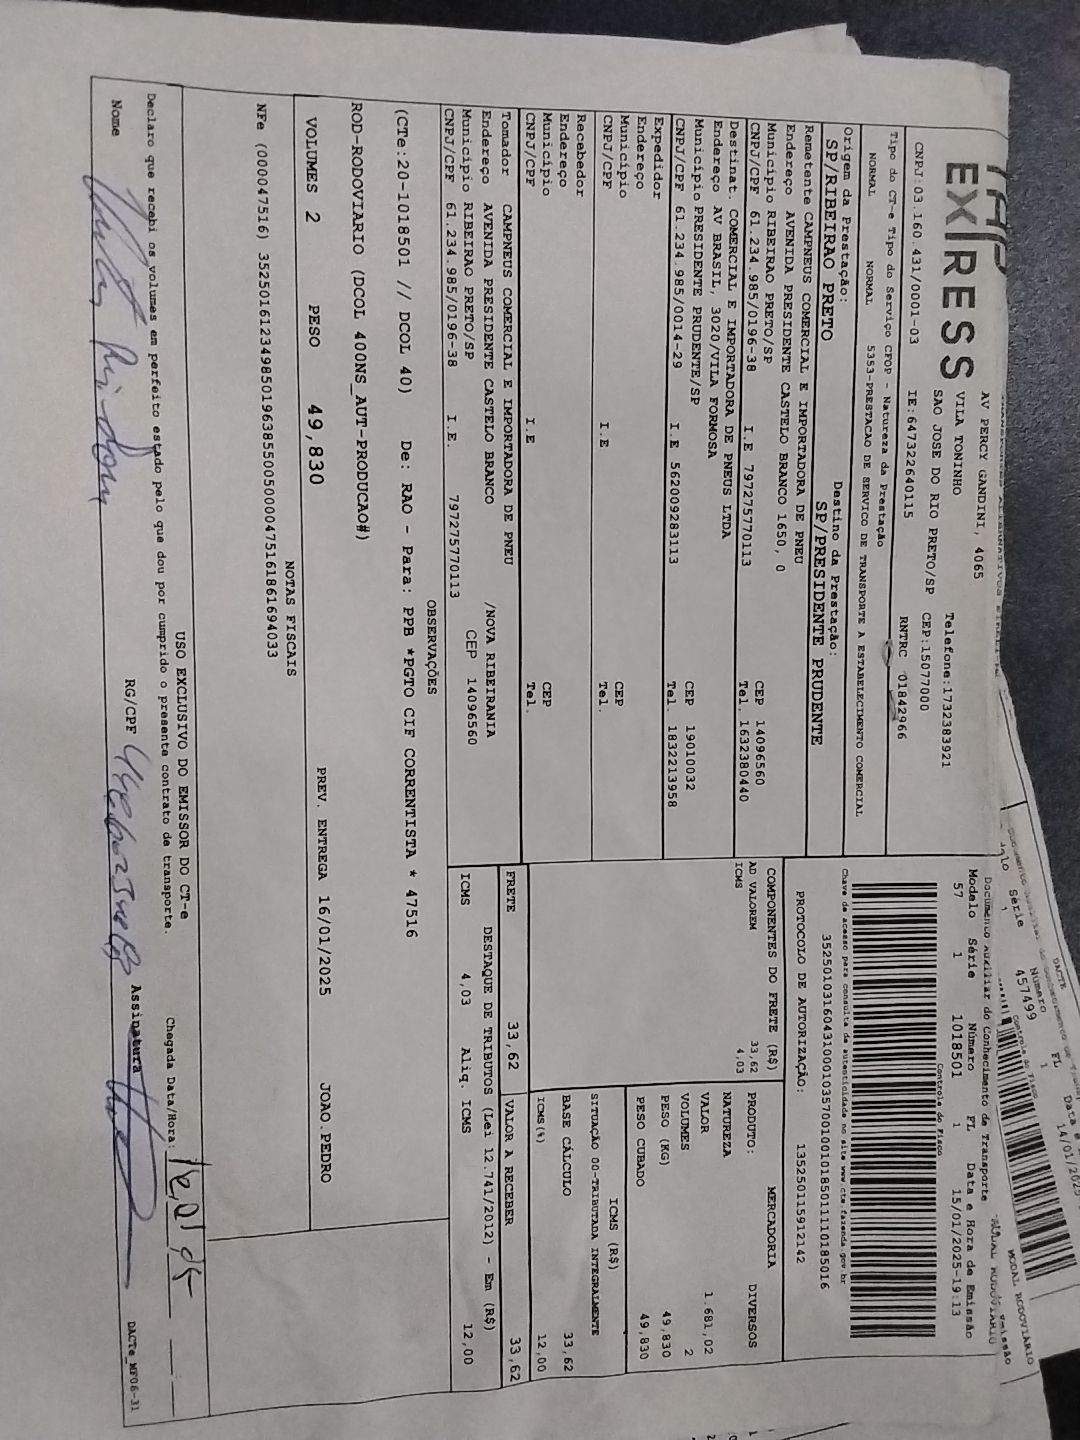 EXPRESS
AV PERCY GANDINI, 4065
VILA TONINHO
SAO JOSE DO RIO PRETO/SP
Telefone:1732383921
CEP:15077000
CNPJ:03.160.431/0001-03
IE:647322640115
RNTRC 01842966
Tipo do CT-e Tipo do Serviço CFOP - Natureza da Prestação
NORMAL NORMAL 5353-PRESTACAO DE SERVICO DE TRANSPORTE A ESTABELECIMENTO COMERCIAL
Origem da Prestação:
SP/RIBEIRAO PRETO
Destino da Prestação:
SP/PRESIDENTE PRUDENTE
Remetente CAMPNEUS COMERCIAL E IMPORTADORA DE PNEU
Endereço AVENIDA PRESIDENTE CASTELO BRANCO 1650, 0
Município RIBEIRAO PRETO/SP CEP 14096560
CNPJ/CPF 61.234.985/0196-38 I.E 797275770113 Tel. 1632380440
Destinat. COMERCIAL E IMPORTADORA DE PNEUS LTDA
Endereço AV BRASIL, 3020/VILA FORMOSA
Município PRESIDENTE PRUDENTE/SP CEP 19010032
CNPJ/CPF 61.234.985/0014-29 I.E 562009283113 Tel. 1832213958
Expedidor
Endereço
Município CEP
CNPJ/CPF I.E Tel.
Recebedor
Endereço
Município CEP
CNPJ/CPF I.E Tel.
Tomador CAMPNEUS COMERCIAL E IMPORTADORA DE PNEU
Endereço AVENIDA PRESIDENTE CASTELO BRANCO /NOVA RIBEIRANIA
Município RIBEIRAO PRETO/SP CEP 14096560
CNPJ/CPF 61.234.985/0196-38 I.E. 797275770113
Documento Auxiliar do Conhecimento de Transporte
Modelo Série Número FL Data e Hora de Emissão
57 1 1018501 1 15/01/2025-19:13
Controle do Fisco
Chave de acesso para consulta de autenticidade no site www.cte.fazenda.gov.br
35250103160431000103570010010185011110185016
PROTOCOLO DE AUTORIZAÇÃO: 135250115912142
COMPONENTES DO FRETE (R$)
AD VALOREM 33,62
ICMS 4,03
MERCADORIA
PRODUTO: DIVERSOS
NATUREZA
VALOR 1.681,02
VOLUMES 2
PESO (KG) 49,830
PESO CUBADO 49,830
ICMS (R$)
SITUAÇÃO 00-TRIBUTADA INTEGRALMENTE
BASE CÁLCULO 33,62
ICMS(%) 12,00
FRETE 33,62 VALOR A RECEBER 33,62
DESTAQUE DE TRIBUTOS (Lei 12.741/2012) - Em (R$)
ICMS 4,03 Aliq. ICMS 12,00
OBSERVAÇÕES
(CTe:20-1018501 // DCOL 40) De: RAO - Para: PPB *PGTO CIF CORRENTISTA * 47516
ROD-RODOVIARIO (DCOL 400NS_AUT-PRODUCAO#)
VOLUMES 2 PESO 49,830 PREV. ENTREGA 16/01/2025 JOAO.PEDRO
NOTAS FISCAIS
NFe (000047516) 35250161234985019638550050000475161861694033
USO EXCLUSIVO DO EMISSOR DO CT-e
Declaro que recebi os volumes em perfeito estado pelo que dou por cumprido o presente contrato de transporte.
Chegada Data/Hora:
Nome RG/CPF Assinatura
DACTe_MF06-31
DACTE
MODAL RODOVIÁRIO
Série Número FL
1 457499 1
14/01/2025